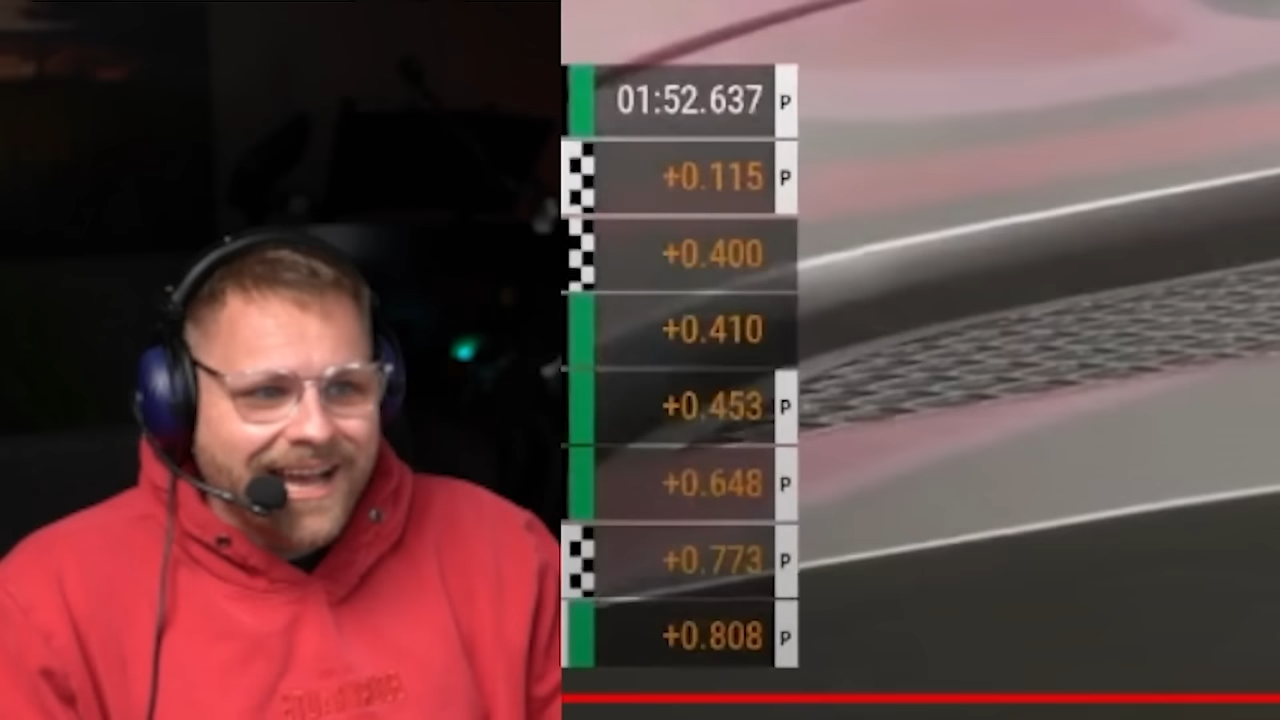 01:52.637 P
+0.115 P
+0.400
+0.410
+0.453 P
+0.648 P
+0.773 P
+0.808 P